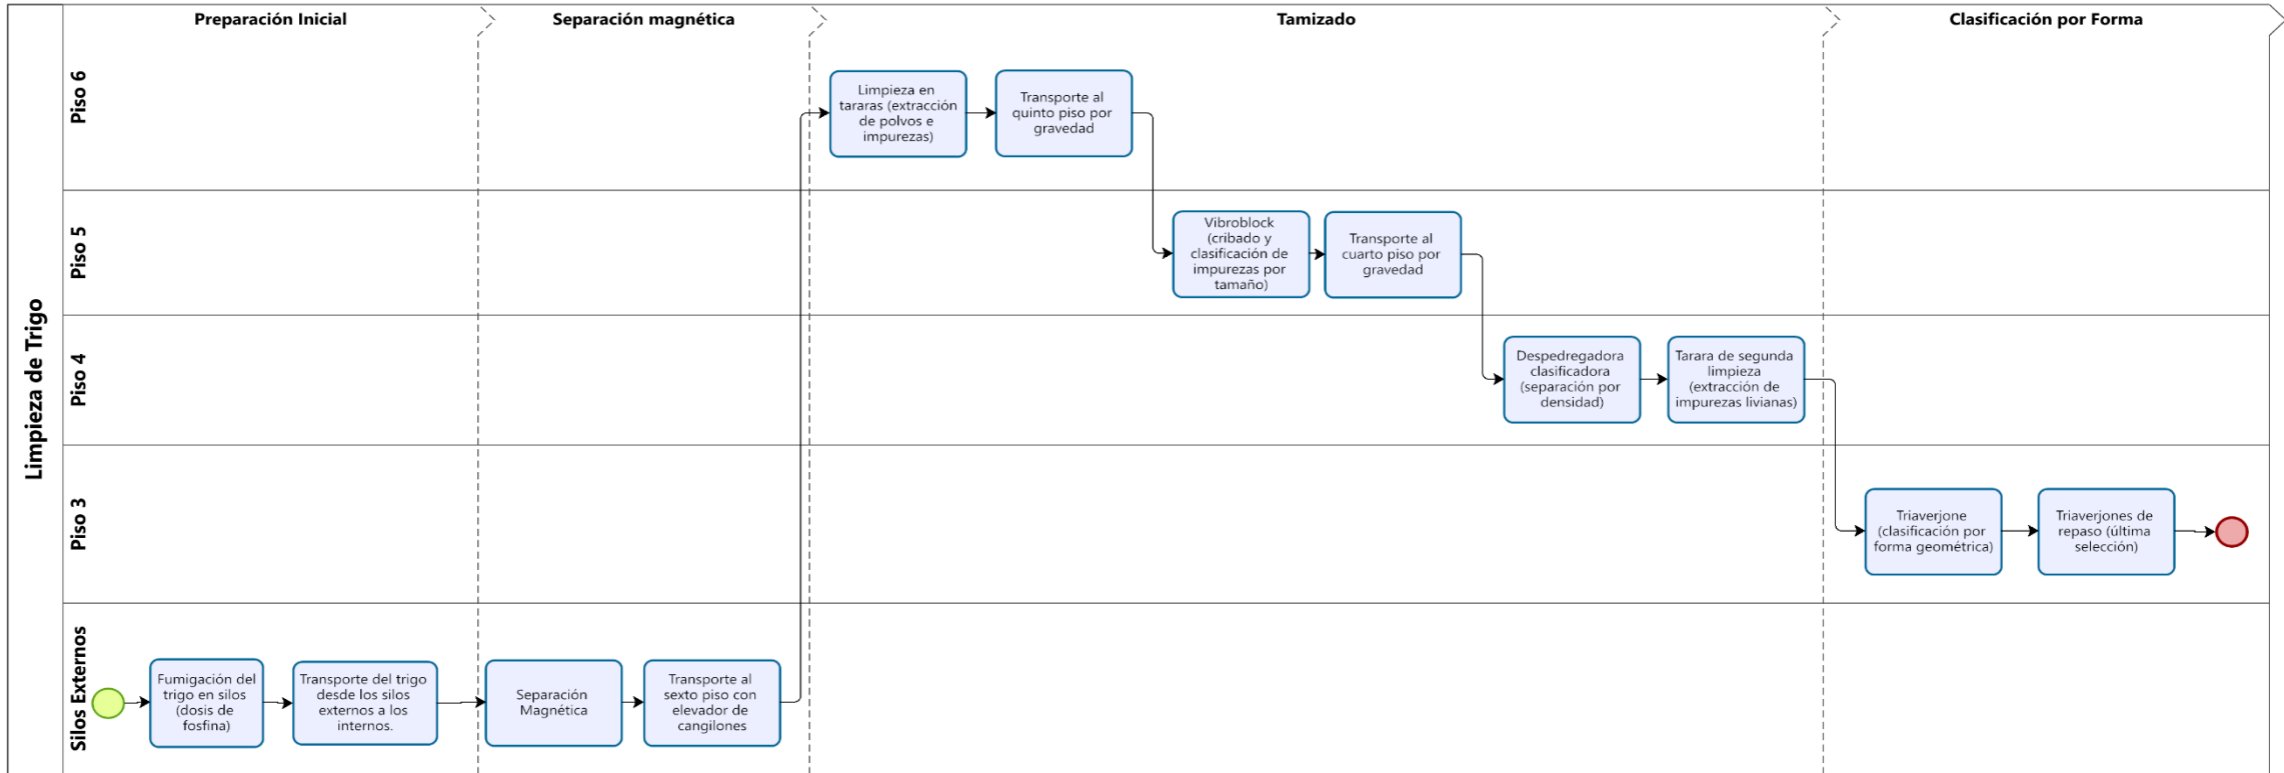 Preparación Inicial
Separación magnética
Tamizado
Clasificación por Forma
Limpieza de Trigo
Piso 6
Limpieza en
tararas (extracción
de polvos e
impurezas)
Transporte al
quinto piso por
gravedad
Piso 5
Vibroblock
(cribado y
clasificación de
impurezas por
tamaño)
Transporte al
cuarto piso por
gravedad
Piso 4
Despedregadora
clasificadora
(separación por
densidad)
Tarara de segunda
limpieza
(extracción de
impurezas livianas)
Piso 3
Triaverjone
(clasificación por
forma geométrica)
Triaverjones de
repaso (última
selección)
Silos Externos
Fumigación del
trigo en silos
(dosis de
fosfina)
Transporte del trigo
desde los silos
externos a los
internos.
Separación
Magnética
Transporte al
sexto piso con
elevador de
cangilones